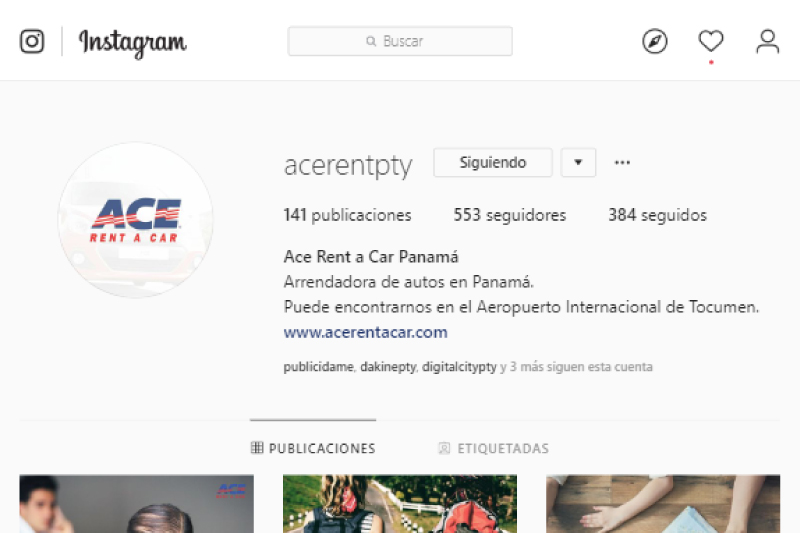 Instagram
Buscar
acerentpty Siguiendo
141 publicaciones 553 seguidores 384 seguidos
ACE
RENT A CAR
Ace Rent a Car Panamá
Arrendadora de autos en Panamá.
Puede encontrarnos en el Aeropuerto Internacional de Tocumen.
www.acerentacar.com
publicidame, dakinepty, digitalcitypty y 3 más siguen esta cuenta
PUBLICACIONES ETIQUETADAS
ACE